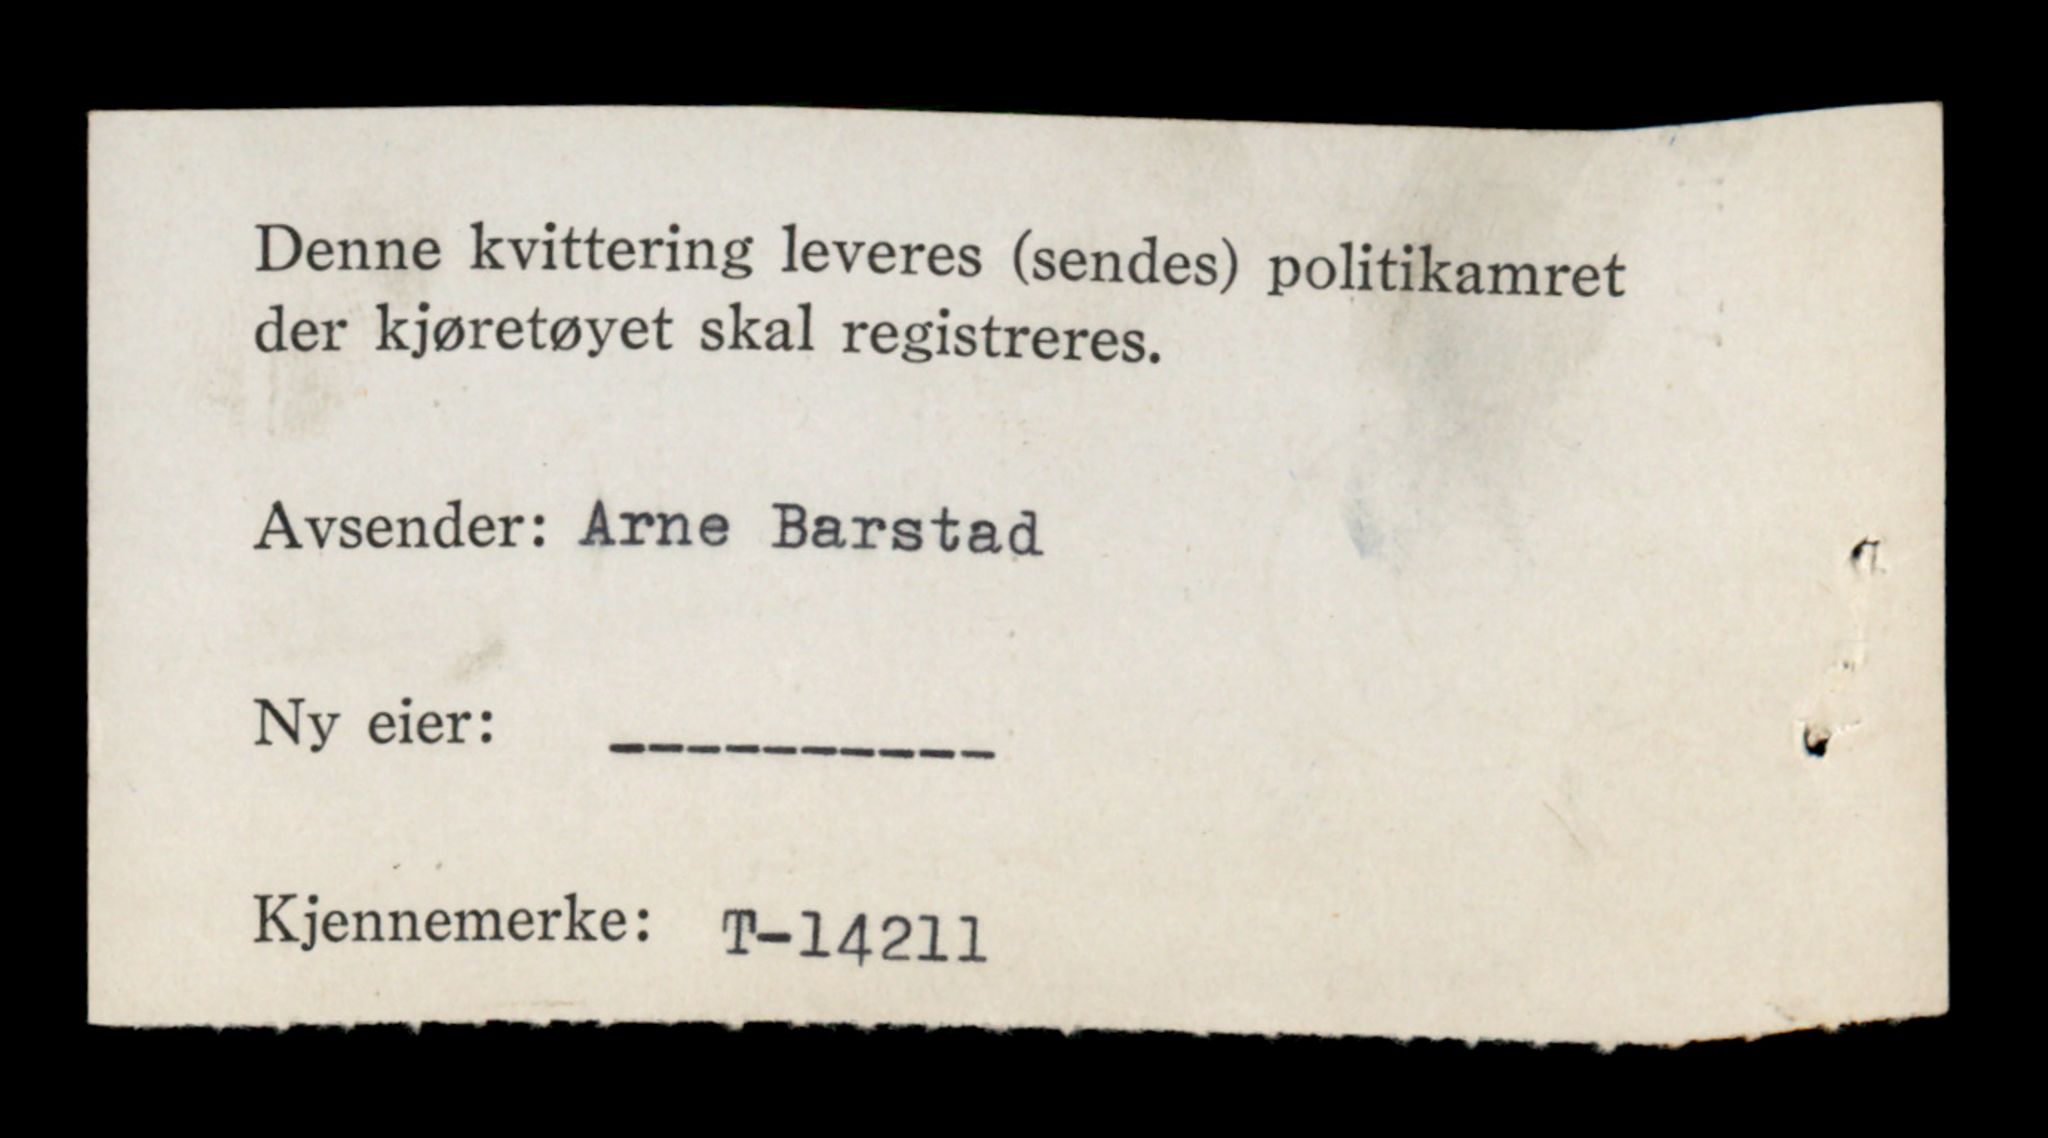 Denne kvittering leveres (sendes) politikamret
der kjøretøyet skal registreres.
Avsender: Arne Barstad
Ny eier: ----------
Kjennemerke: T-14211